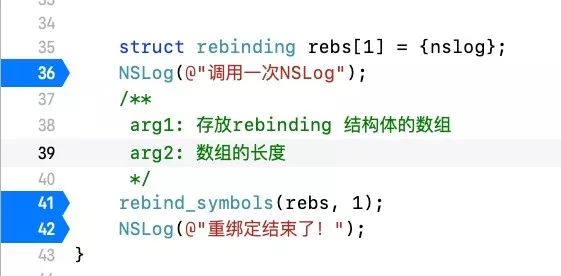 33
34
35 struct rebinding rebs[1] = {nslog};
36 NSLog(@"调用一次NSLog");
37 /**
38 arg1: 存放rebinding 结构体的数组
39 arg2: 数组的长度
40 */
41 rebind_symbols(rebs, 1);
42 NSLog(@"重绑定结束了！");
43 }